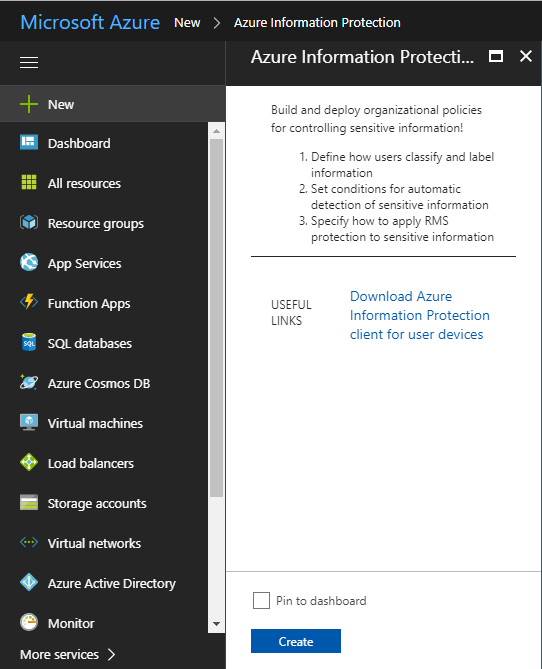 Microsoft Azure New > Azure Information Protection
Azure Information Protecti...
New
Dashboard
All resources
Resource groups
App Services
Function Apps
SQL databases
Azure Cosmos DB
Virtual machines
Load balancers
Storage accounts
Virtual networks
Azure Active Directory
Monitor
More services >
Build and deploy organizational policies
for controlling sensitive information!
1. Define how users classify and label
information
2. Set conditions for automatic
detection of sensitive information
3. Specify how to apply RMS
protection to sensitive information
USEFUL
LINKS
Download Azure
Information Protection
client for user devices
Pin to dashboard
Create
SQL